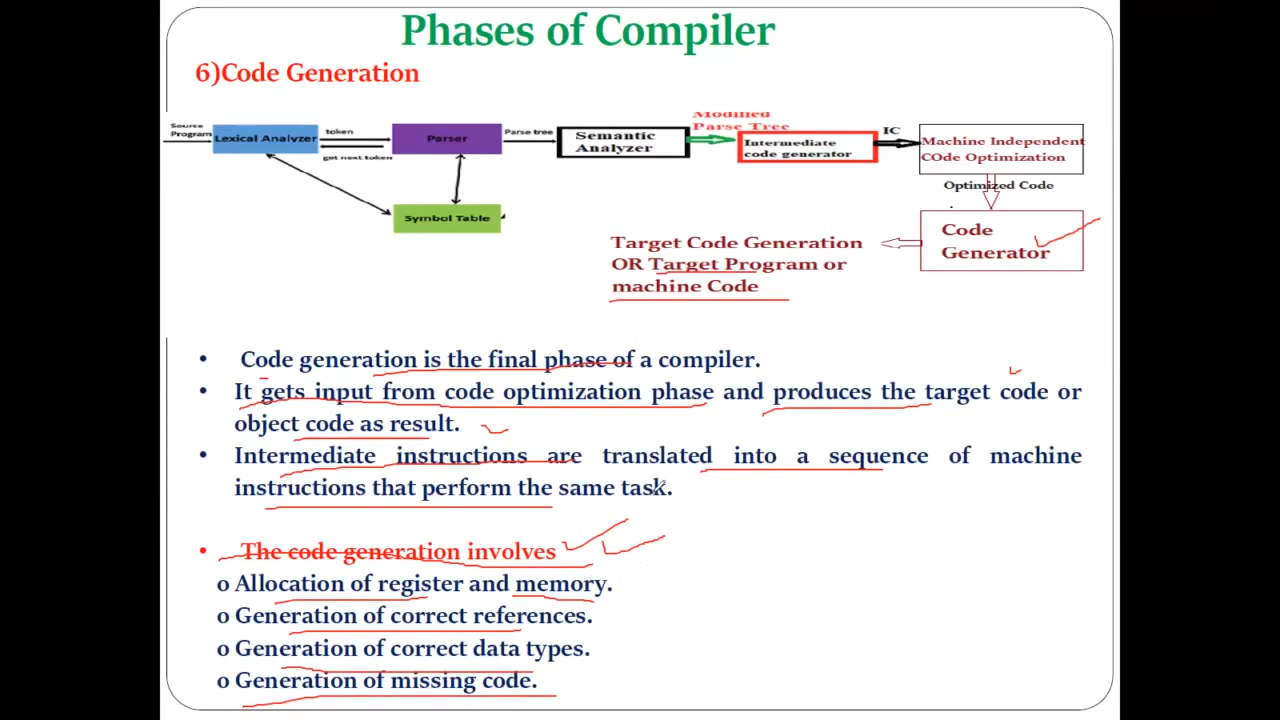 Phases of Compiler
6)Code Generation
Source
Program
Lexical Analyzer
token
get next token
Parser
Parse tree
Semantic
Analyzer
Modified
Parse Tree
Intermediate
code generator
IC
Machine Independent
COde Optimization
Optimized Code
Symbol Table
Code
Generator
Target Code Generation
OR Target Program or
machine Code
• Code generation is the final phase of a compiler.
• It gets input from code optimization phase and produces the target code or
object code as result.
• Intermediate instructions are translated into a sequence of machine
instructions that perform the same task.
• The code generation involves
o Allocation of register and memory.
o Generation of correct references.
o Generation of correct data types.
o Generation of missing code.